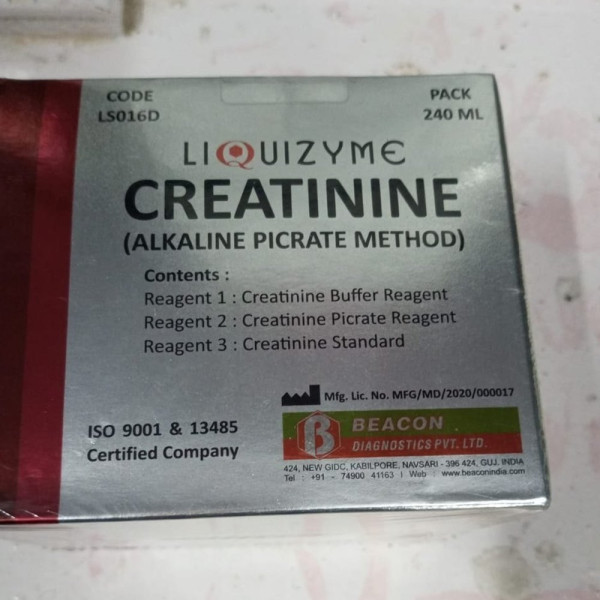 CODE
LS016D
PACK
240 ML
LIQUIZYME
CREATININE
(ALKALINE PICRATE METHOD)
Contents :
Reagent 1 : Creatinine Buffer Reagent
Reagent 2 : Creatinine Picrate Reagent
Reagent 3 : Creatinine Standard
Mfg. Lic. No. MFG/MD/2020/000017
ISO 9001 & 13485
Certified Company
B
BEACON
DIAGNOSTICS PVT. LTD.
424, NEW GIDC, KABILPORE, NAVSARI - 396 424, GUJ. INDIA
Tel : +91 - 74900 41163 | Web : www.beaconindia.com